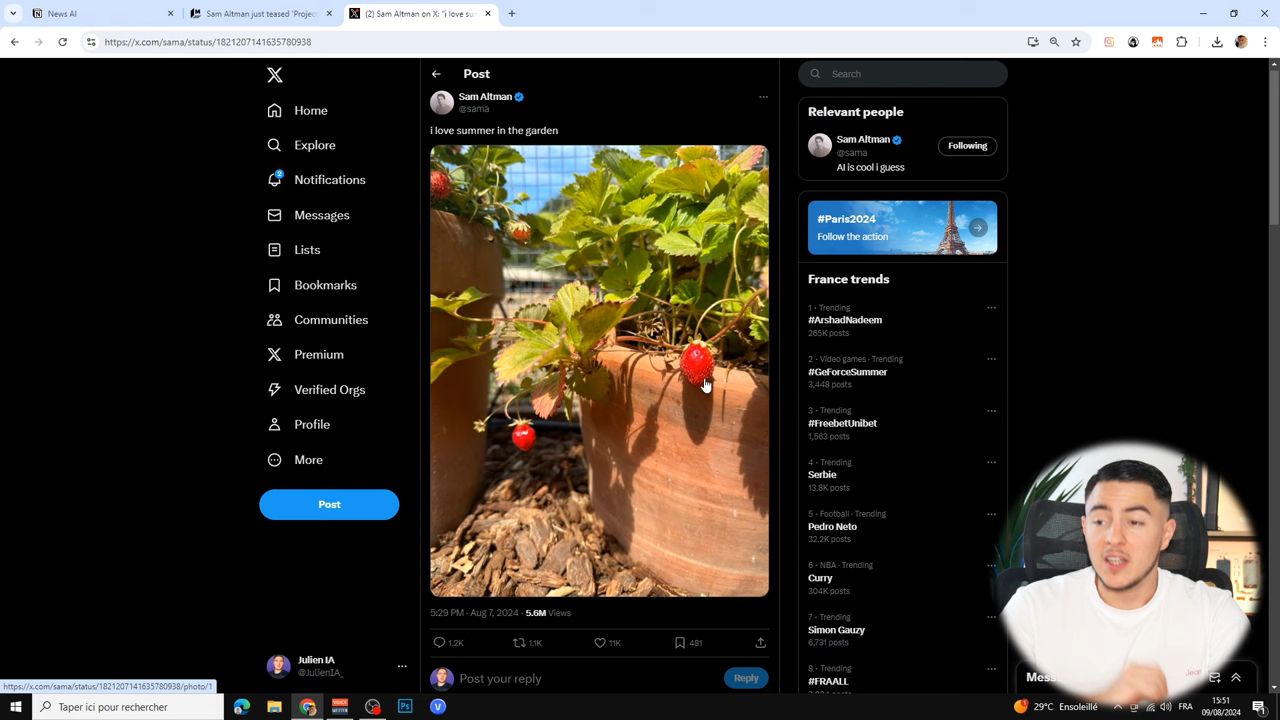 News AI
Sam Altman just teased 'Project
(2) Sam Altman on X: "i love su
https://x.com/sama/status/1821207141635780938
Home
Explore
2
Notifications
Messages
Lists
Bookmarks
Communities
Premium
Verified Orgs
Profile
More
Post
Julien IA
@JulienIA_
Post
Sam Altman
@sama
i love summer in the garden
5:29 PM · Aug 7, 2024 · 5.6M Views
1.2K 1.1K 11K 481
Post your reply
Reply
Search
Relevant people
Sam Altman
@sama
Following
AI is cool i guess
#Paris2024
Follow the action
France trends
1 · Trending
#ArshadNadeem
265K posts
2 · Video games · Trending
#GeForceSummer
3,448 posts
3 · Trending
#FreebetUnibet
1,563 posts
4 · Trending
Serbie
13.8K posts
5 · Football · Trending
Pedro Neto
32.2K posts
6 · NBA · Trending
Curry
304K posts
7 · Trending
Simon Gauzy
6,731 posts
8 · Trending
#FRAALL
https://x.com/sama/status/1821207141635780938/photo/1
Taper ici pour rechercher
29°C Ensoleillé
FRA
15:51
09/08/2024